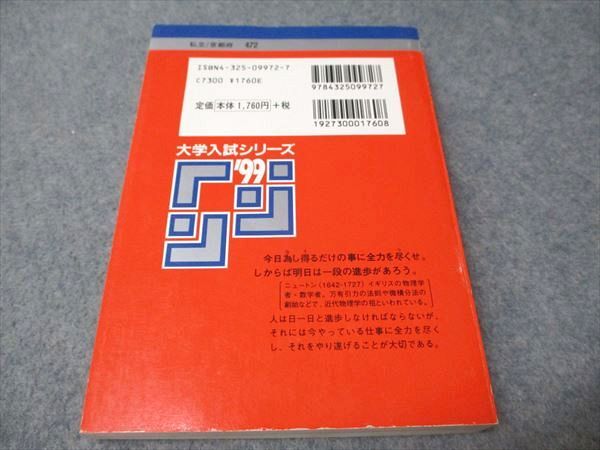 私立/京都府 472
ISBN4-325-09972-7
C7300 ¥1760E
定価 本体1,760円 +税
9784325099727
1927300017608
大学入試シリーズ
'99
今日為し得るだけの事に全力を尽くせ。
しからば明日は一段の進歩があろう。
ニュートン（1642-1727）イギリスの物理学
者・数学者。万有引力の法則や微積分法の
創始などで、近代物理学の祖といわれている。
人は日一日と進歩しなければならないが、
それには今やっている仕事に全力を尽く
し、それをやり遂げることが大切である。